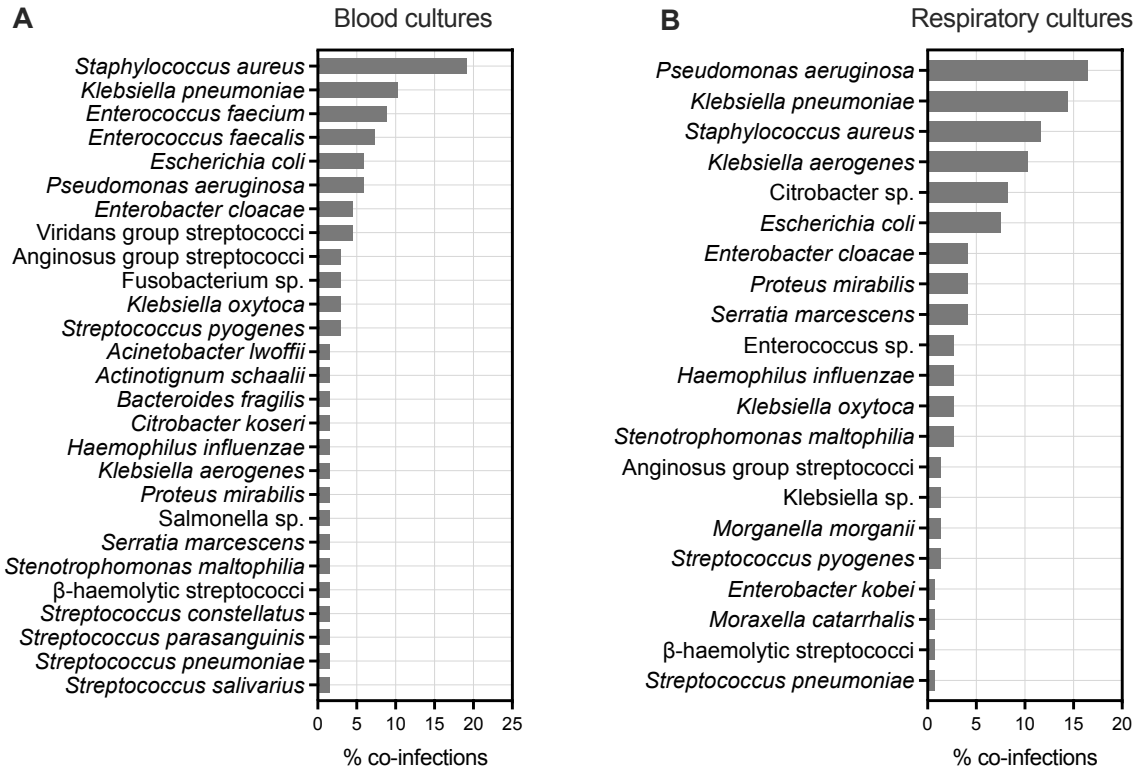 A
Blood cultures
Staphylococcus aureus
Klebsiella pneumoniae
Enterococcus faecium
Enterococcus faecalis
Escherichia coli
Pseudomonas aeruginosa
Enterobacter cloacae
Viridans group streptococci
Anginosus group streptococci
Fusobacterium sp.
Klebsiella oxytoca
Streptococcus pyogenes
Acinetobacter lwoffii
Actinotignum schaalii
Bacteroides fragilis
Citrobacter koseri
Haemophilus influenzae
Klebsiella aerogenes
Proteus mirabilis
Salmonella sp.
Serratia marcescens
Stenotrophomonas maltophilia
β-haemolytic streptococci
Streptococcus constellatus
Streptococcus parasanguinis
Streptococcus pneumoniae
Streptococcus salivarius
0 5 10 15 20 25
% co-infections
B
Respiratory cultures
Pseudomonas aeruginosa
Klebsiella pneumoniae
Staphylococcus aureus
Klebsiella aerogenes
Citrobacter sp.
Escherichia coli
Enterobacter cloacae
Proteus mirabilis
Serratia marcescens
Enterococcus sp.
Haemophilus influenzae
Klebsiella oxytoca
Stenotrophomonas maltophilia
Anginosus group streptococci
Klebsiella sp.
Morganella morganii
Streptococcus pyogenes
Enterobacter kobei
Moraxella catarrhalis
β-haemolytic streptococci
Streptococcus pneumoniae
0 5 10 15 20
% co-infections